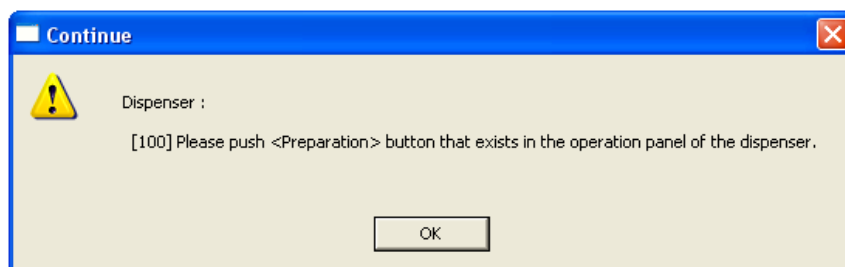 Continue
Dispenser :
[100] Please push <Preparation> button that exists in the operation panel of the dispenser.
OK